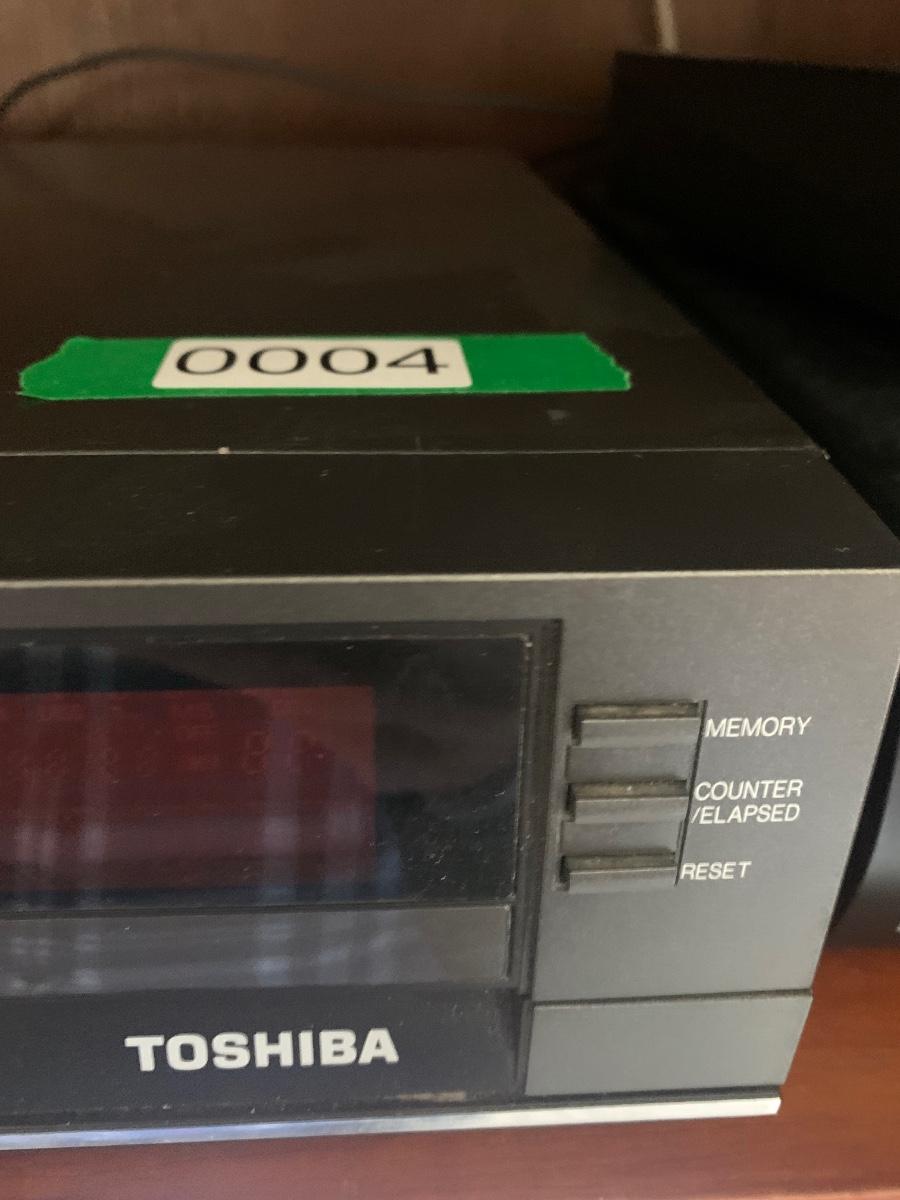 0004
MEMORY
COUNTER
/ELAPSED
RESET
TOSHIBA